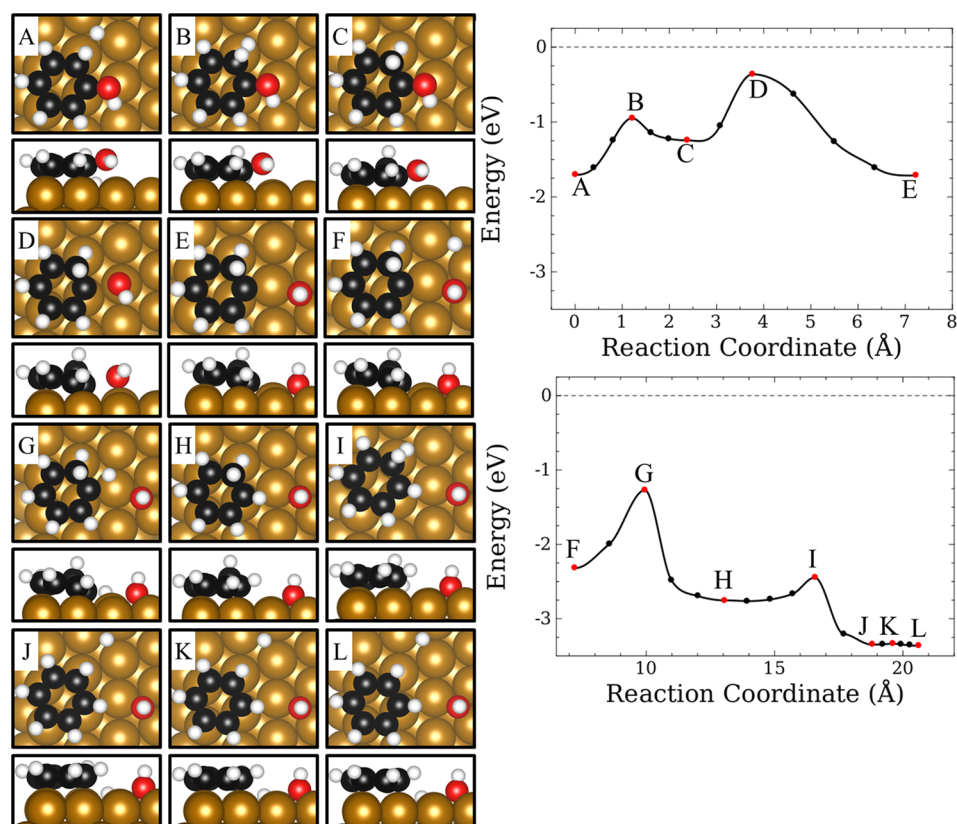 A
B
C
D
E
F
G
H
I
J
K
L
0
-1
-2
-3
Energy (eV)
A
B
C
D
E
0 1 2 3 4 5 6 7 8
Reaction Coordinate (Å)
0
-1
-2
-3
Energy (eV)
F
G
H
I
J
K
L
10 15 20
Reaction Coordinate (Å)